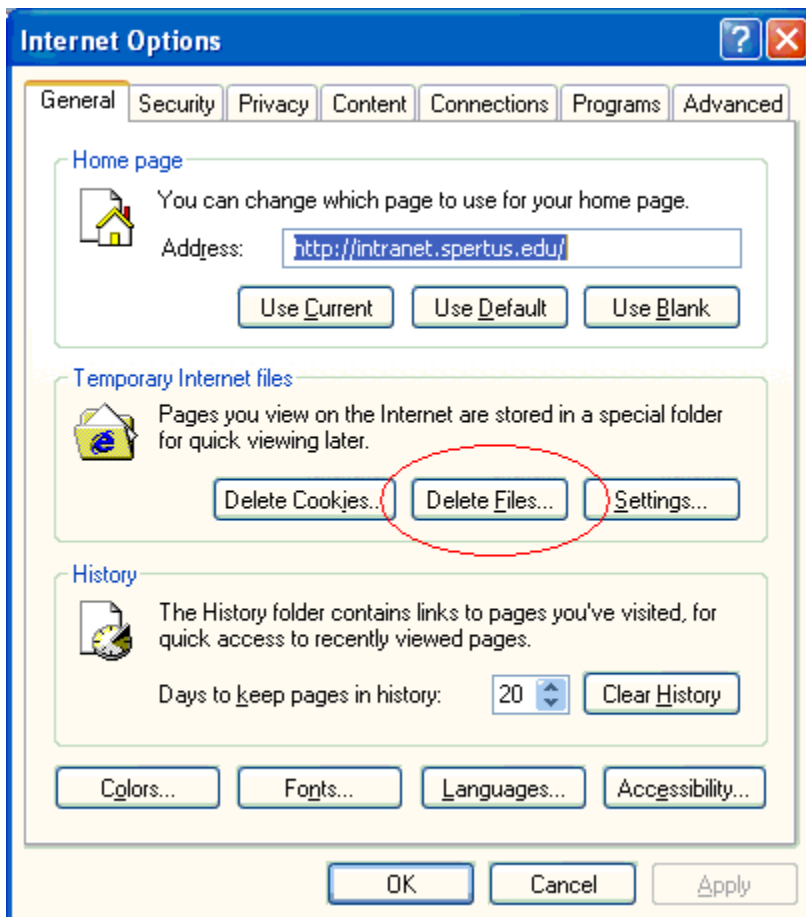 Internet Options
General Security Privacy Content Connections Programs Advanced
Home page
You can change which page to use for your home page.
Address: http://intranet.spertus.edu/
Use Current Use Default Use Blank
Temporary Internet files
Pages you view on the Internet are stored in a special folder
for quick viewing later.
Delete Cookies.. Delete Files... Settings...
History
The History folder contains links to pages you've visited, for
quick access to recently viewed pages.
Days to keep pages in history: 20 Clear History
Colors... Fonts... Languages... Accessibility...
OK Cancel Apply